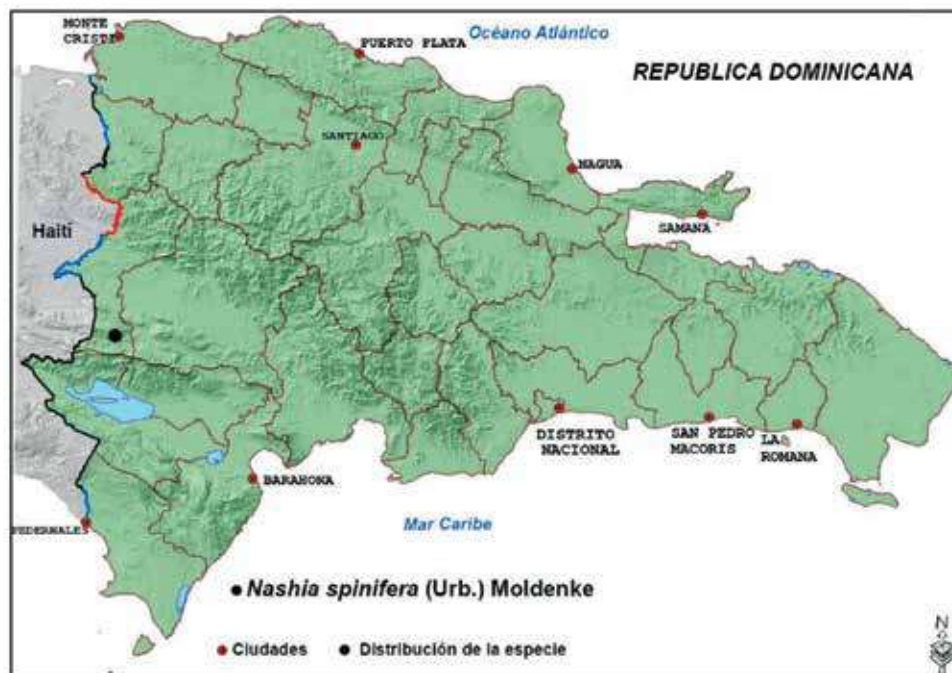 MONTE
CRISTI
Océano Atlántico
PUERTO PLATA
REPUBLICA DOMINICANA
SANTIAGO
NAGUA
SAMANA
Haití
DISTRITO
NACIONAL
SAN PEDRO
MACORIS
LA
ROMANA
BARAHONA
PEDERNALES
Mar Caribe
Nashia spinifera (Urb.) Moldenke
Ciudades
Distribución de la especie
N